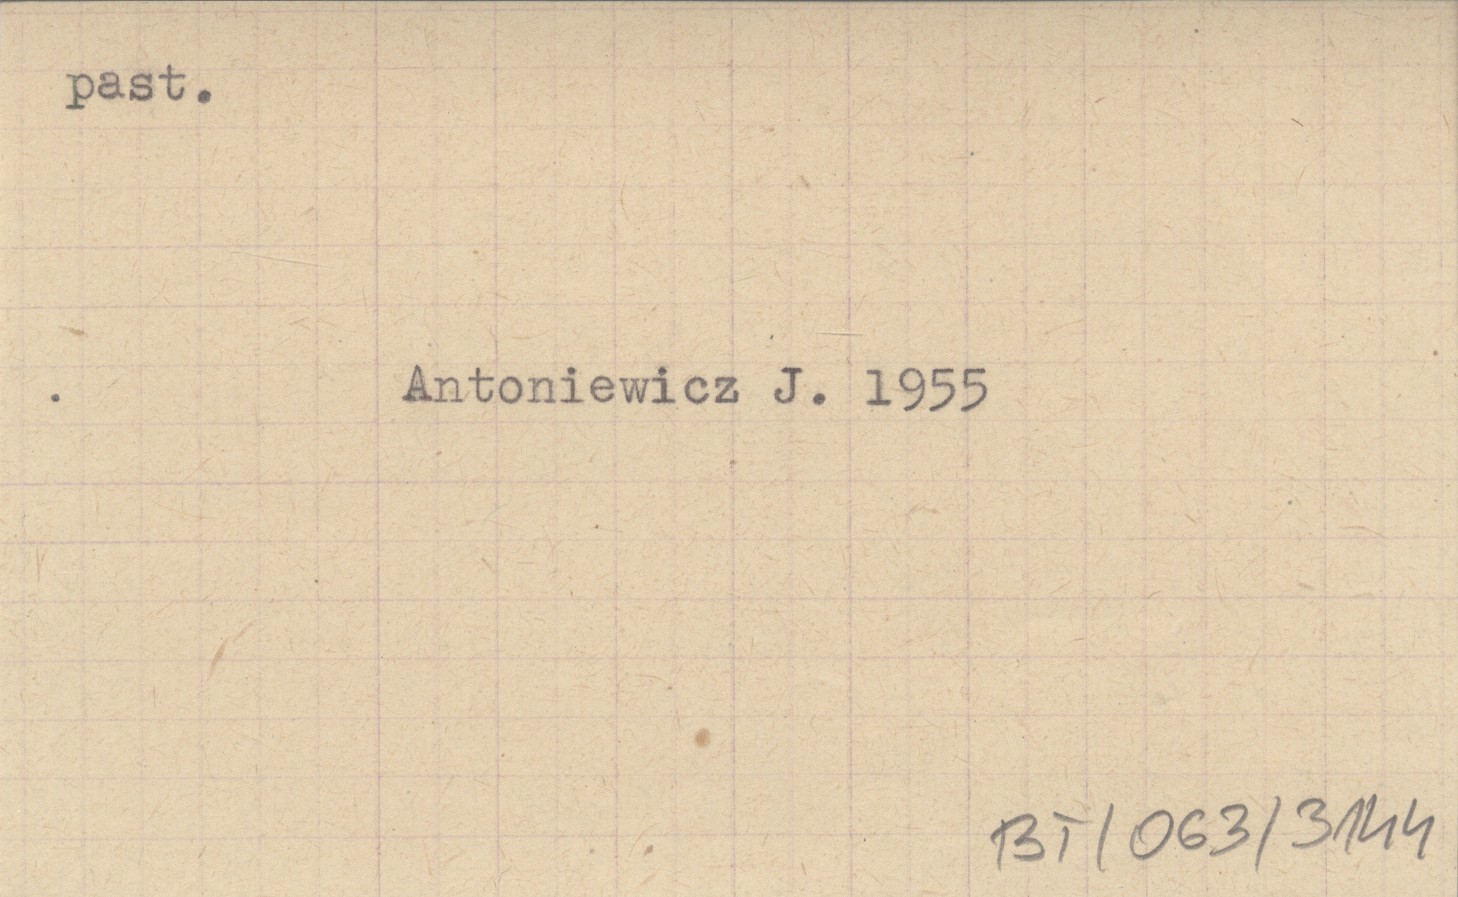 past.
Antoniewicz J. 1955
BT/063/3144